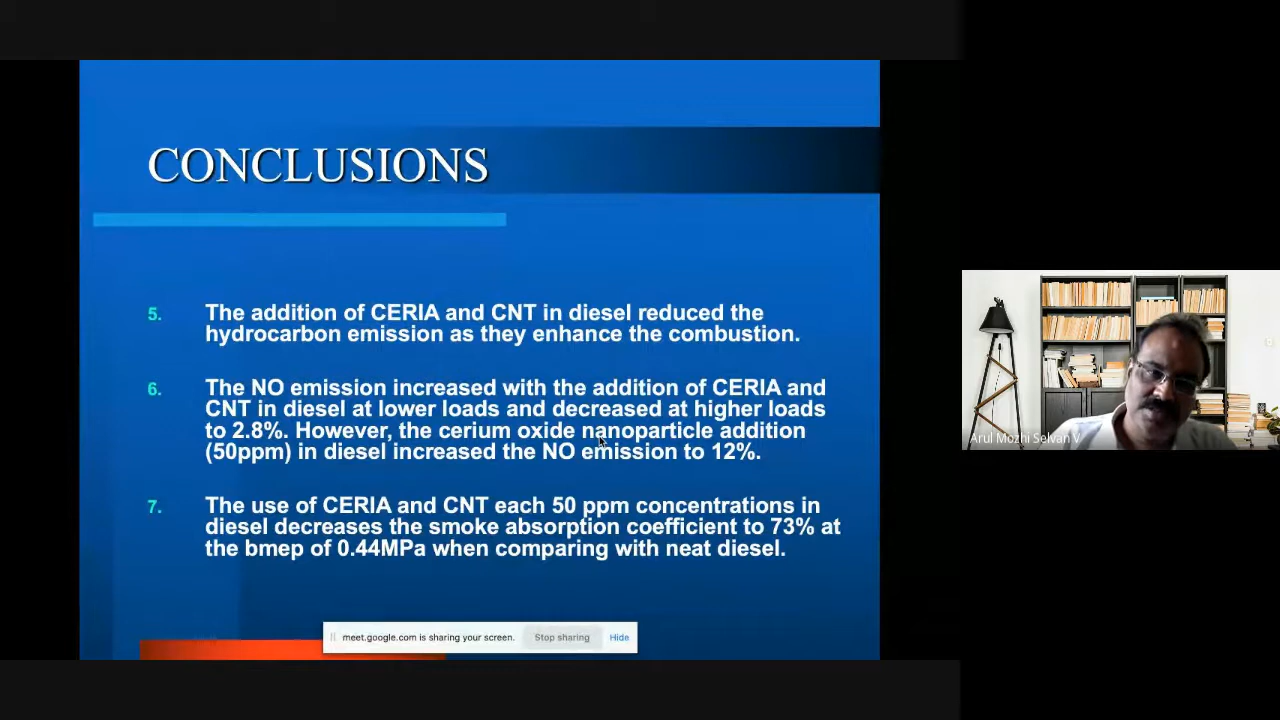 CONCLUSIONS
5. The addition of CERIA and CNT in diesel reduced the
hydrocarbon emission as they enhance the combustion.
6. The NO emission increased with the addition of CERIA and
CNT in diesel at lower loads and decreased at higher loads
to 2.8%. However, the cerium oxide nanoparticle addition
(50ppm) in diesel increased the NO emission to 12%.
7. The use of CERIA and CNT each 50 ppm concentrations in
diesel decreases the smoke absorption coefficient to 73% at
the bmep of 0.44MPa when comparing with neat diesel.
Arul Mozhi Selvan V
meet.google.com is sharing your screen. Stop sharing Hide